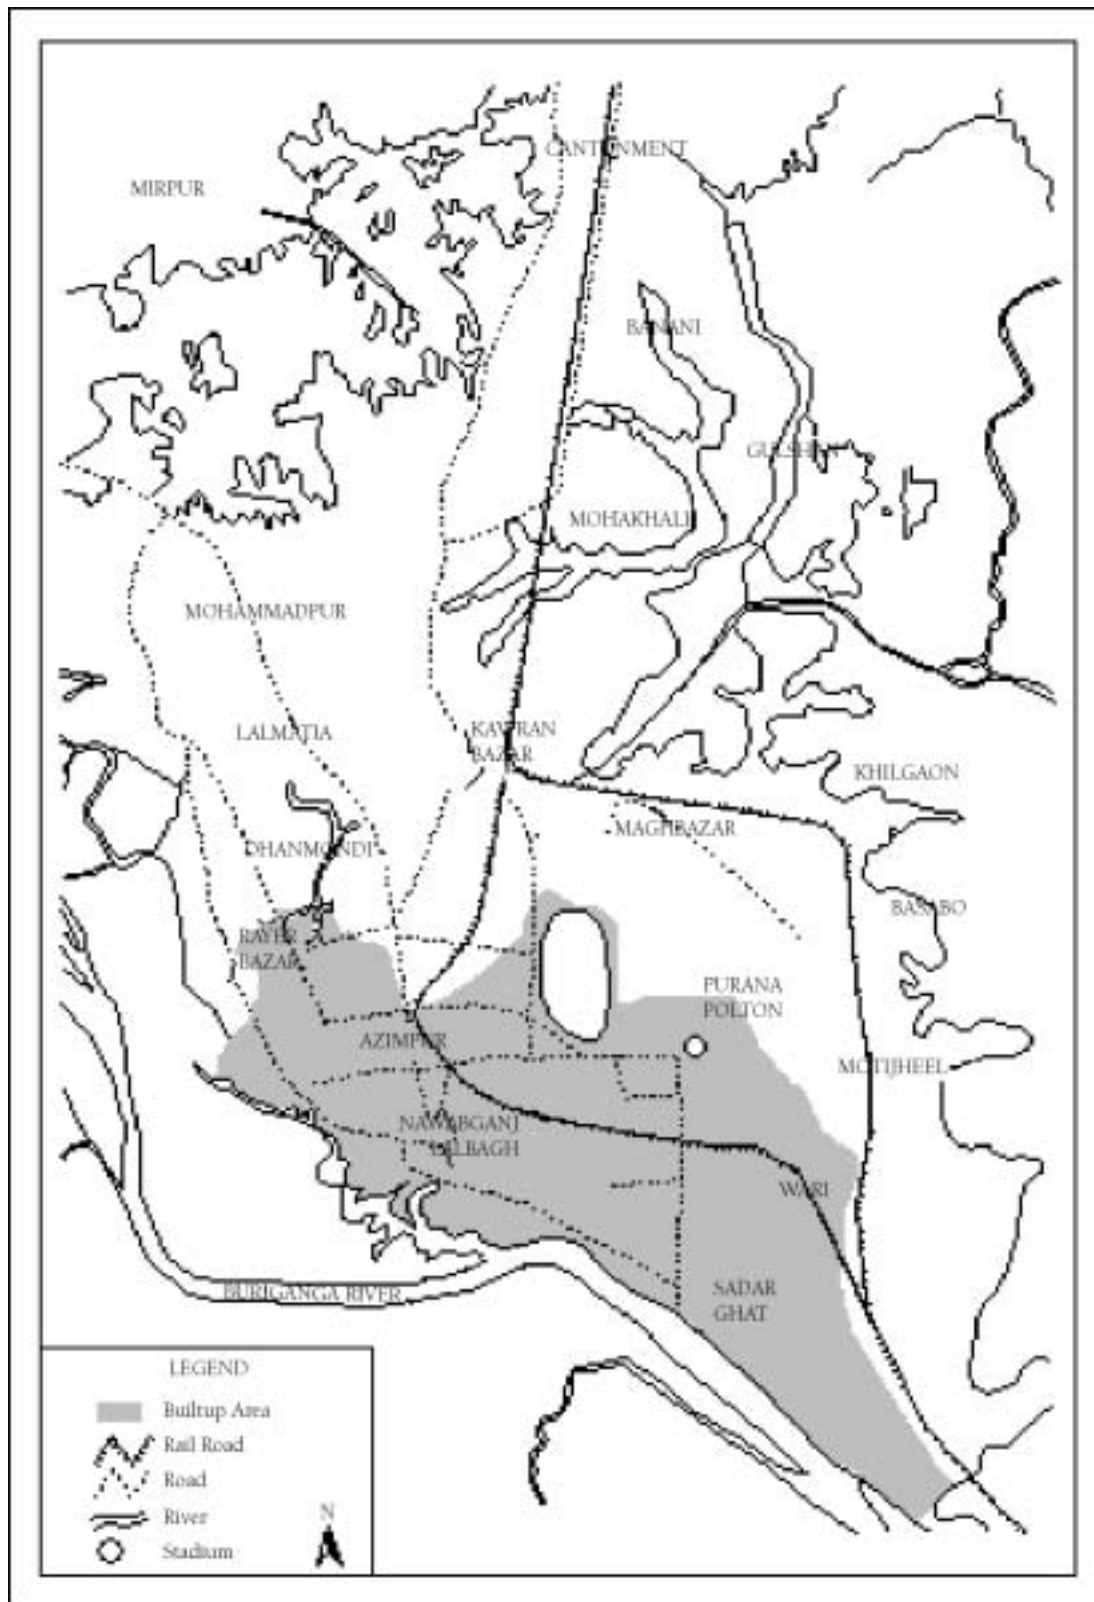 CANTONMENT
MIRPUR
BANANI
GULSHAN
MOHAKHALI
MOHAMMADPUR
LALMATIA
KAWRAN
BAZAR
KHILGAON
MAGHBAZAR
DHANMONDI
BASABO
RAYER
BAZAR
PURANA
POLTON
AZIMPUR
MOTIJHEEL
NAWABGANJ
LALBAGH
WARI
SADAR
GHAT
BURIGANGA RIVER
LEGEND
Builtup Area
Rail Road
Road
River
Stadium
N